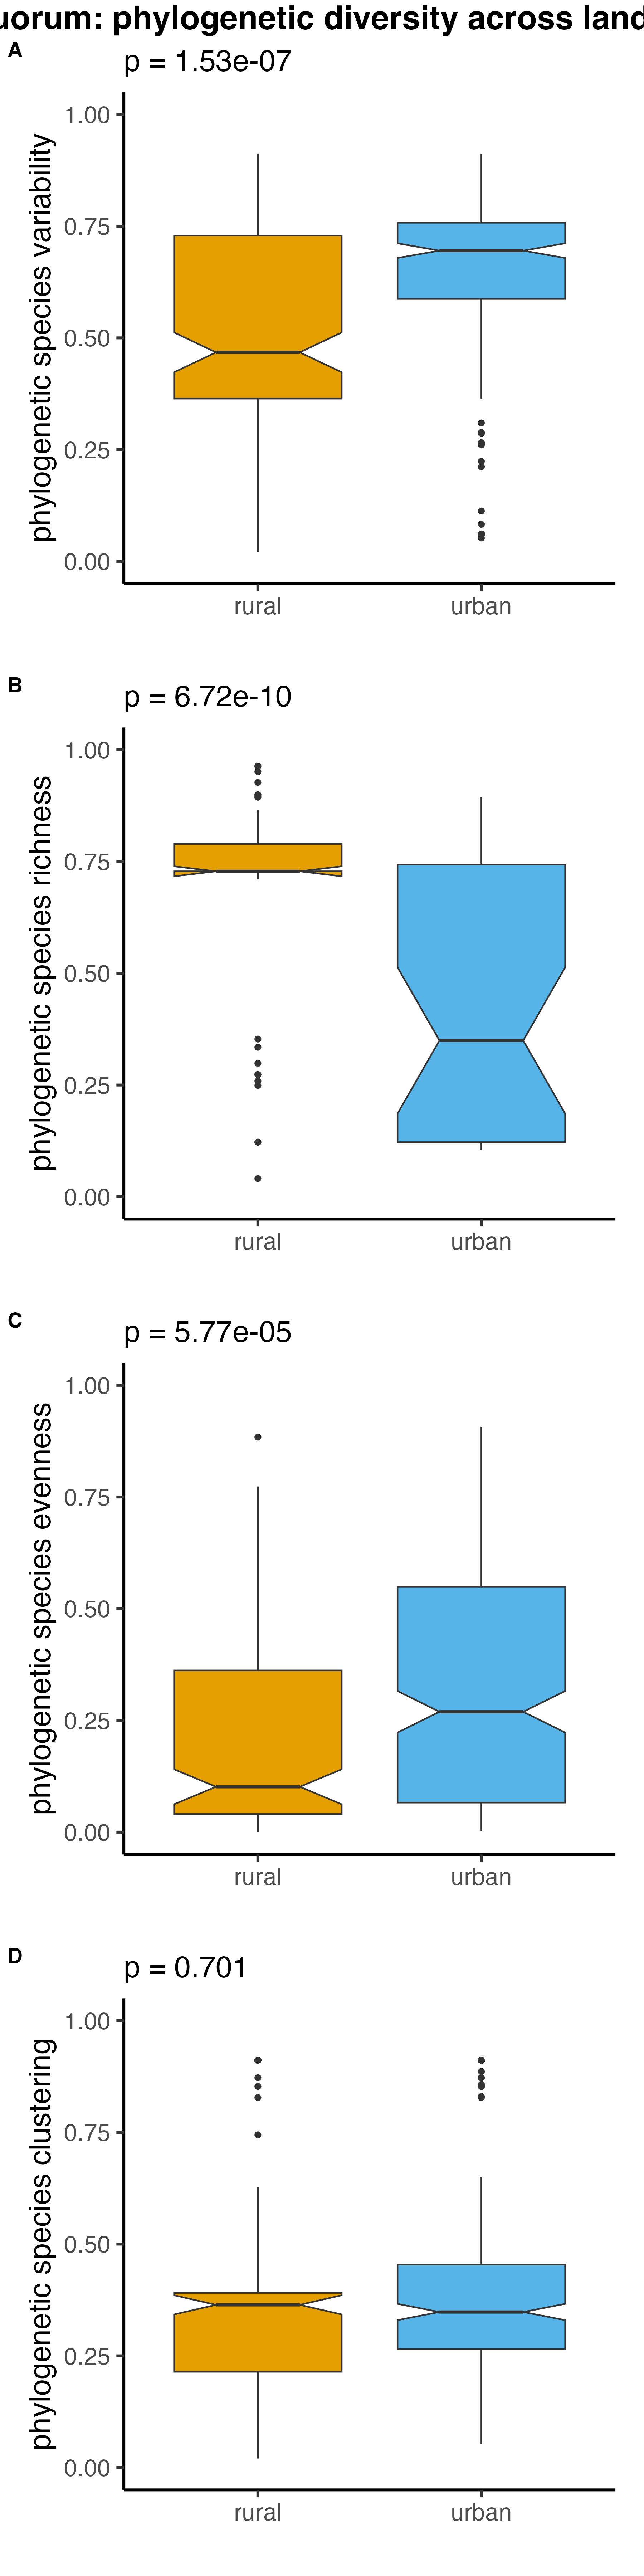 uorum: phylogenetic diversity across land
A
p = 1.53e-07
phylogenetic species variability
1.00
0.75
0.50
0.25
0.00
rural urban
B
p = 6.72e-10
phylogenetic species richness
1.00
0.75
0.50
0.25
0.00
rural urban
C
p = 5.77e-05
phylogenetic species evenness
1.00
0.75
0.50
0.25
0.00
rural urban
D
p = 0.701
phylogenetic species clustering
1.00
0.75
0.50
0.25
0.00
rural urban